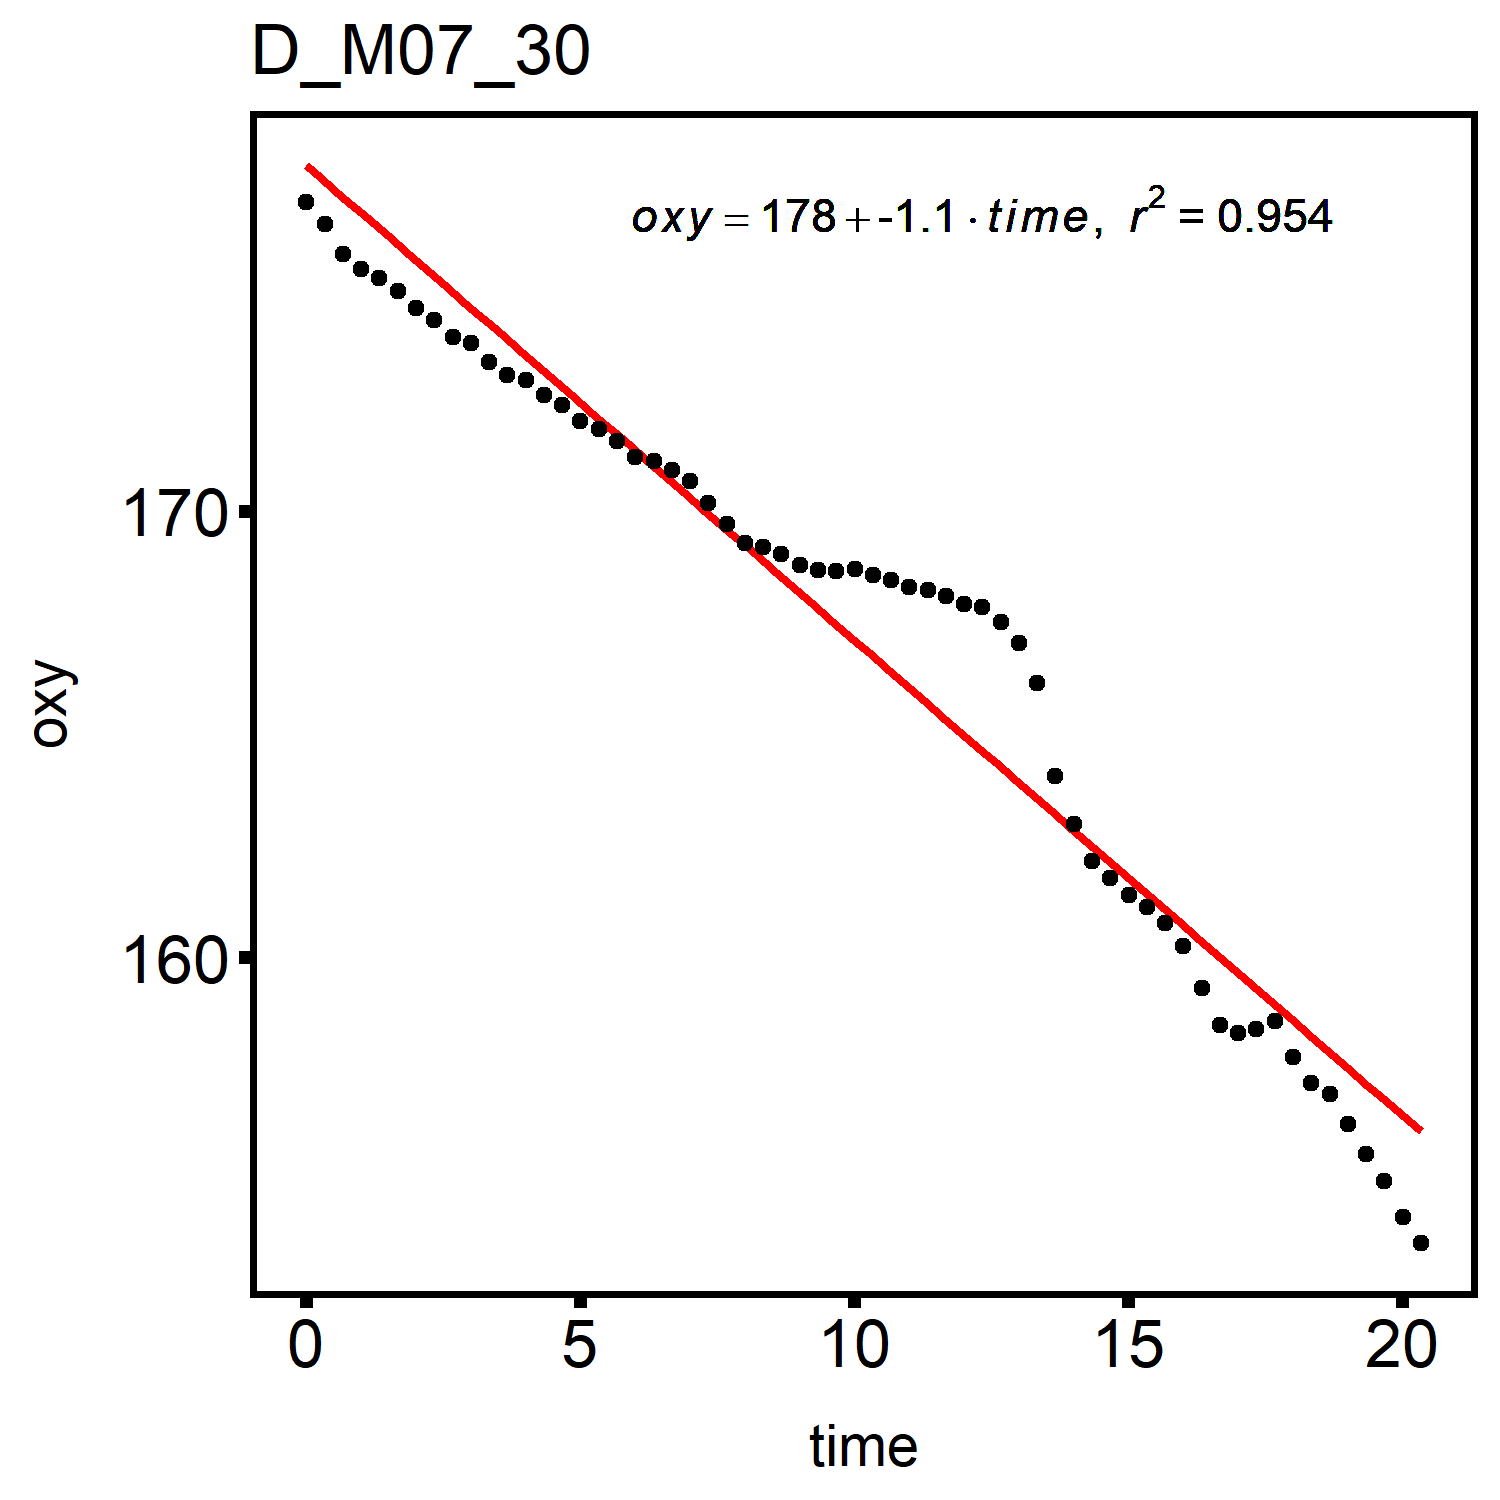 D_M07_30
oxy = 178 + -1.1 · time, r² = 0.954
170
160
oxy
0 5 10 15 20
time